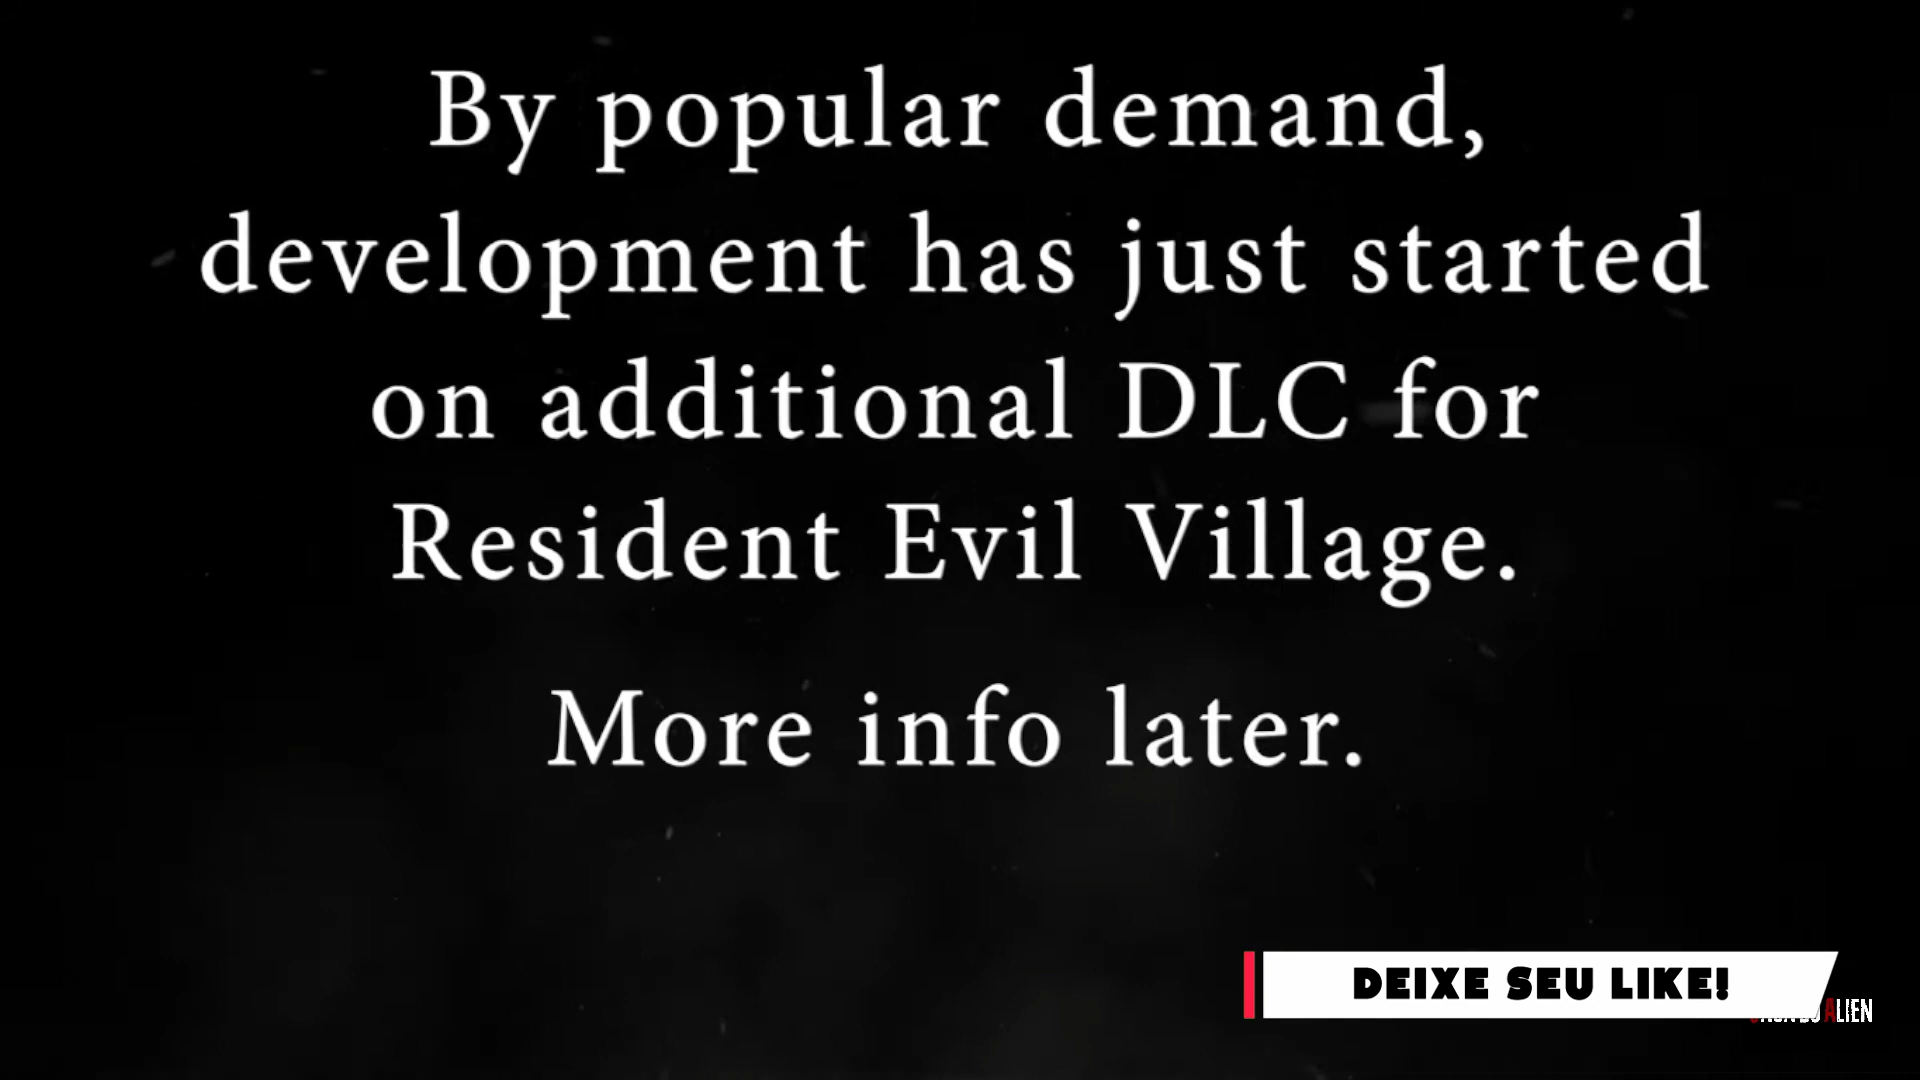 By popular demand,
development has just started
on additional DLC for
Resident Evil Village.
More info later.
DEIXE SEU LIKE!
ALIEN